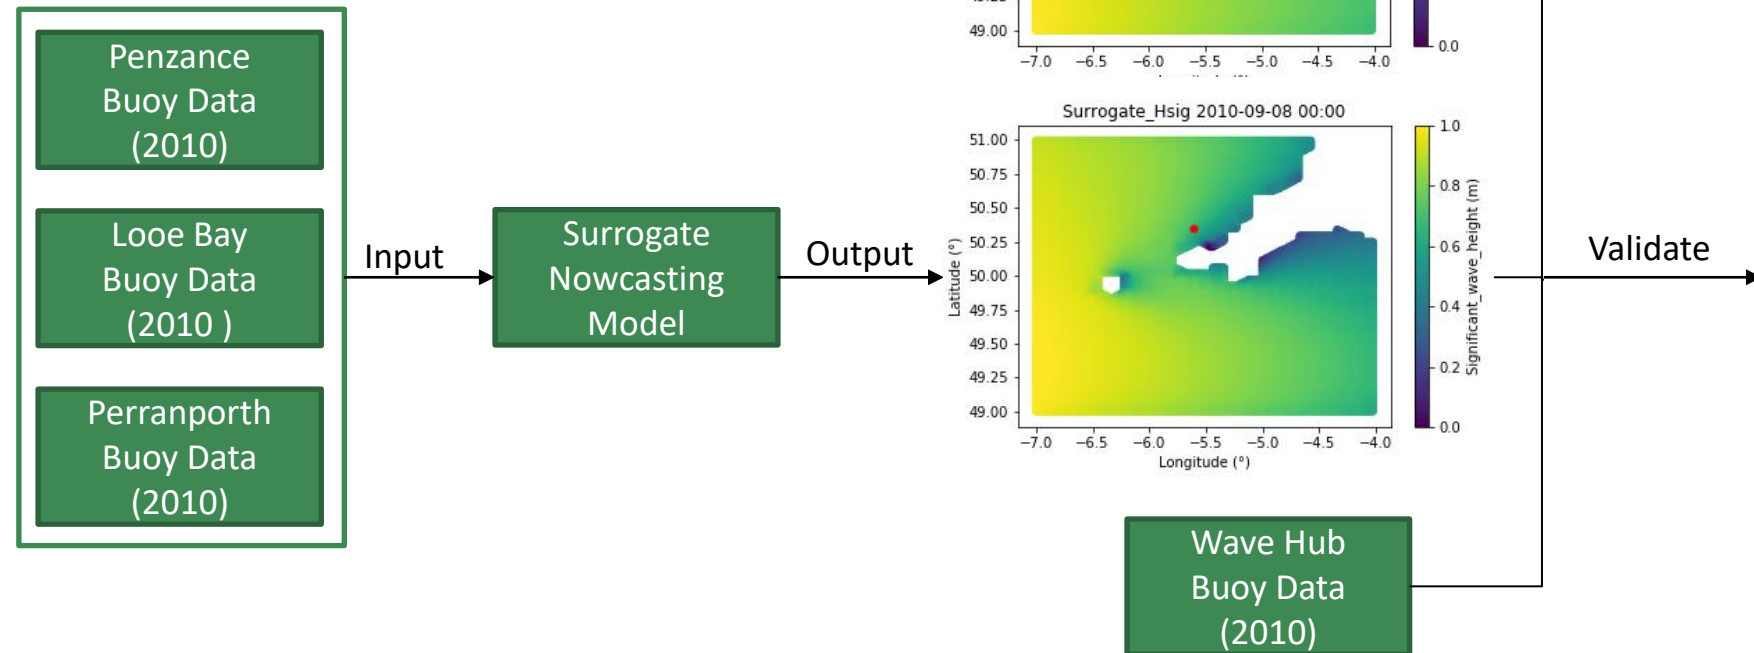 Penzance
Buoy Data
(2010)
Looe Bay
Buoy Data
(2010 )
Perranporth
Buoy Data
(2010)
Input
Surrogate
Nowcasting
Model
Output
49.00
0.0
−7.0 −6.5 −6.0 −5.5 −5.0 −4.5 −4.0
Surrogate_Hsig 2010-09-08 00:00
51.00
50.75
50.50
50.25
50.00
49.75
49.50
49.25
49.00
Latitude (°)
−7.0 −6.5 −6.0 −5.5 −5.0 −4.5 −4.0
Longitude (°)
1.0
0.8
0.6
0.4
0.2
0.0
Significant_wave_height (m)
Validate
Wave Hub
Buoy Data
(2010)